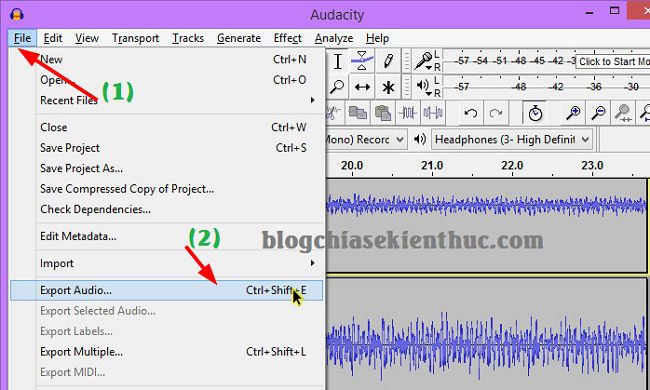 Audacity
File Edit View Transport Tracks Generate Effect Analyze Help
New Ctrl+N
Open... Ctrl+O
Recent Files
(1)
Close Ctrl+W
Save Project Ctrl+S
Save Project As...
Save Compressed Copy of Project...
Check Dependencies...
Edit Metadata...
(2)
Import
Export Audio... Ctrl+Shift+E
Export Selected Audio...
Export Labels...
Export Multiple... Ctrl+Shift+L
Export MIDI...
L
R
-57 -54 -51 -48 -45 -42 Click to Start Mo
L
R
-57 -54 -51 -48 -45 -42 -36 -30
Mono) Recorc Headphones (3- High Definit
20.0 21.0 22.0 23.0
blogchiasekienthuc.com